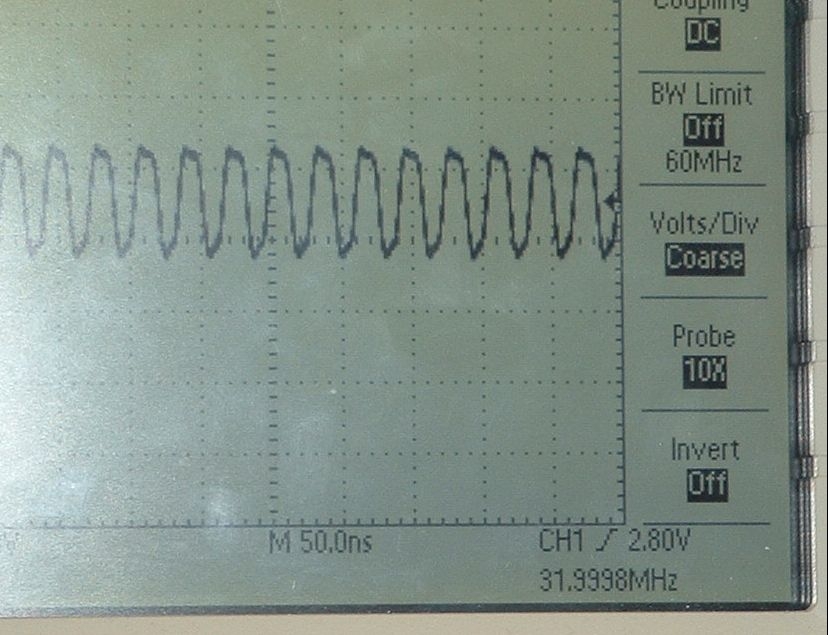 Coupling
DC
BW Limit
Off
60MHz
Volts/Div
Coarse
Probe
10X
Invert
Off
V M 50.0ns CH1 2.80V
31.9998MHz